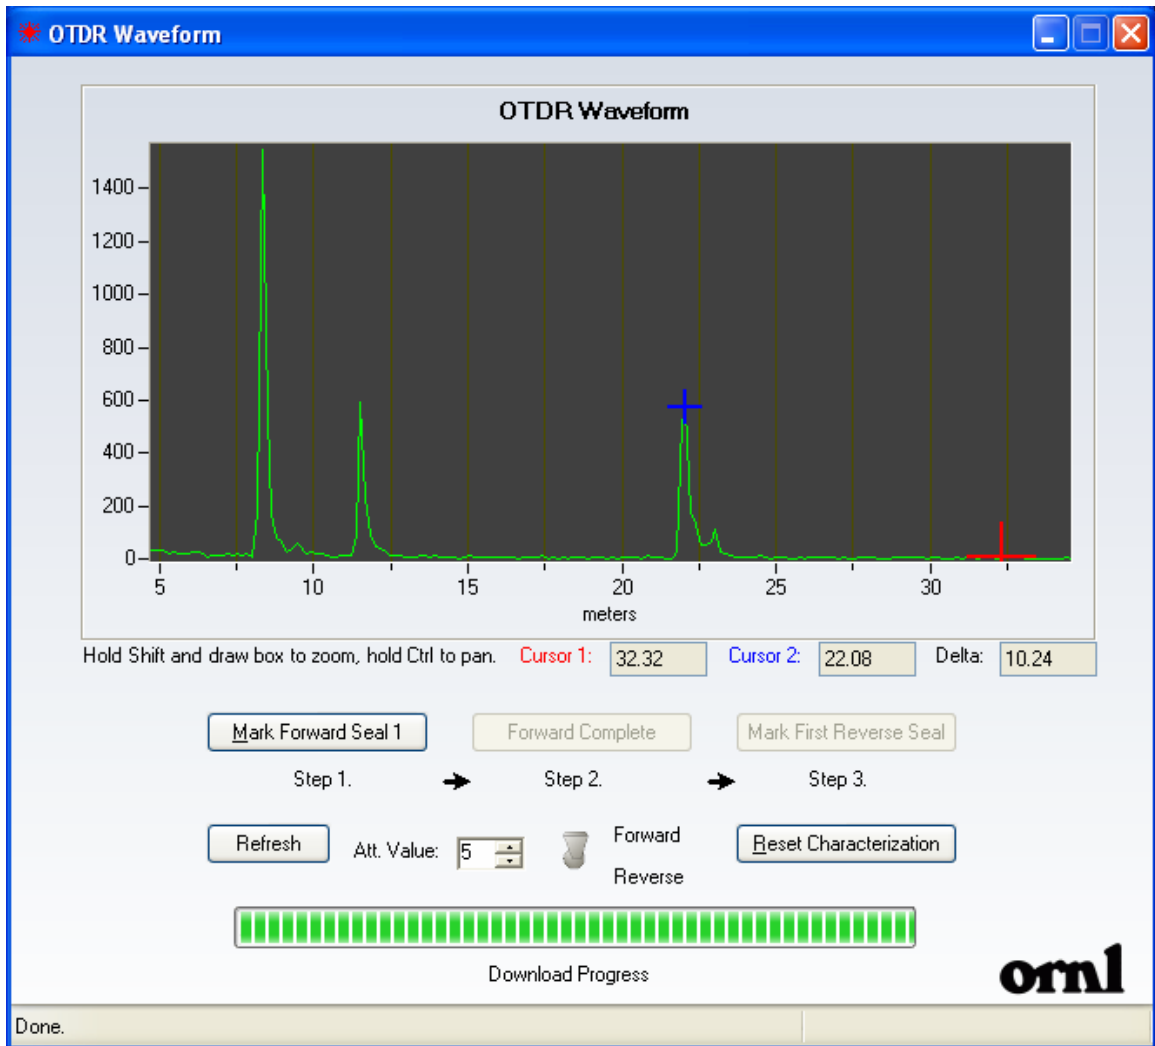 OTDR Waveform
OTDR Waveform
1400
1200
1000
800
600
400
200
0
5 10 15 20 25 30
meters
Hold Shift and draw box to zoom, hold Ctrl to pan. Cursor 1: 32.32 Cursor 2: 22.08 Delta: 10.24
Mark Forward Seal 1 Forward Complete Mark First Reverse Seal
Step 1. Step 2. Step 3.
Refresh Att. Value: 5 Forward Reset Characterization
Reverse
Download Progress
ornl
Done.